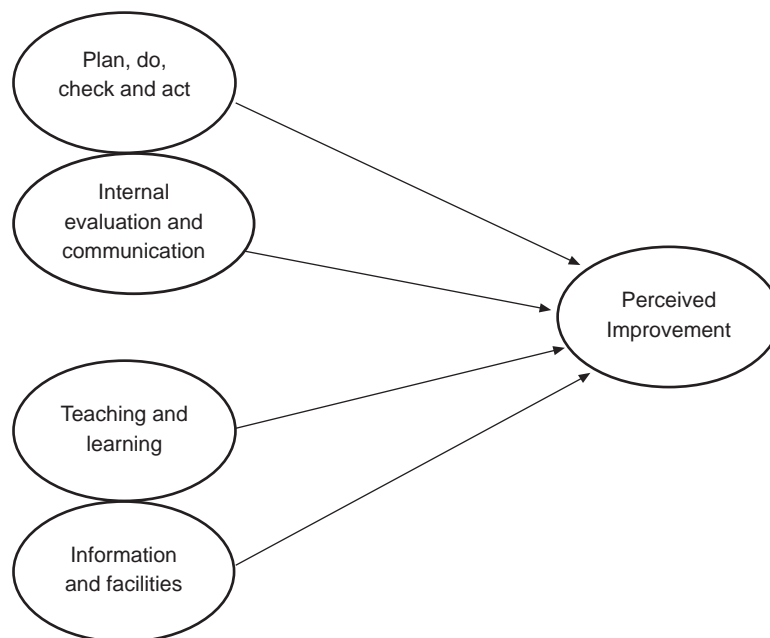 Plan, do,
check and act
Internal
evaluation and
communication
Perceived
Improvement
Teaching and
learning
Information
and facilities